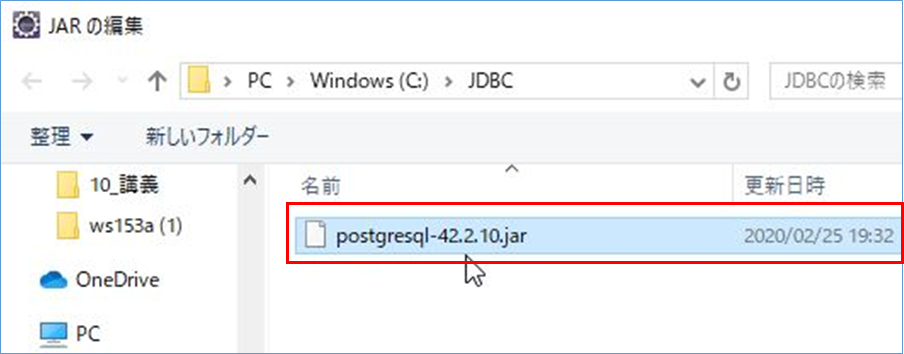 JAR の編集
PC > Windows (C:) > JDBC
JDBCの検索
整理 新しいフォルダー
名前 更新日時
10_講義
ws153a (1)
postgresql-42.2.10.jar 2020/02/25 19:32
OneDrive
PC